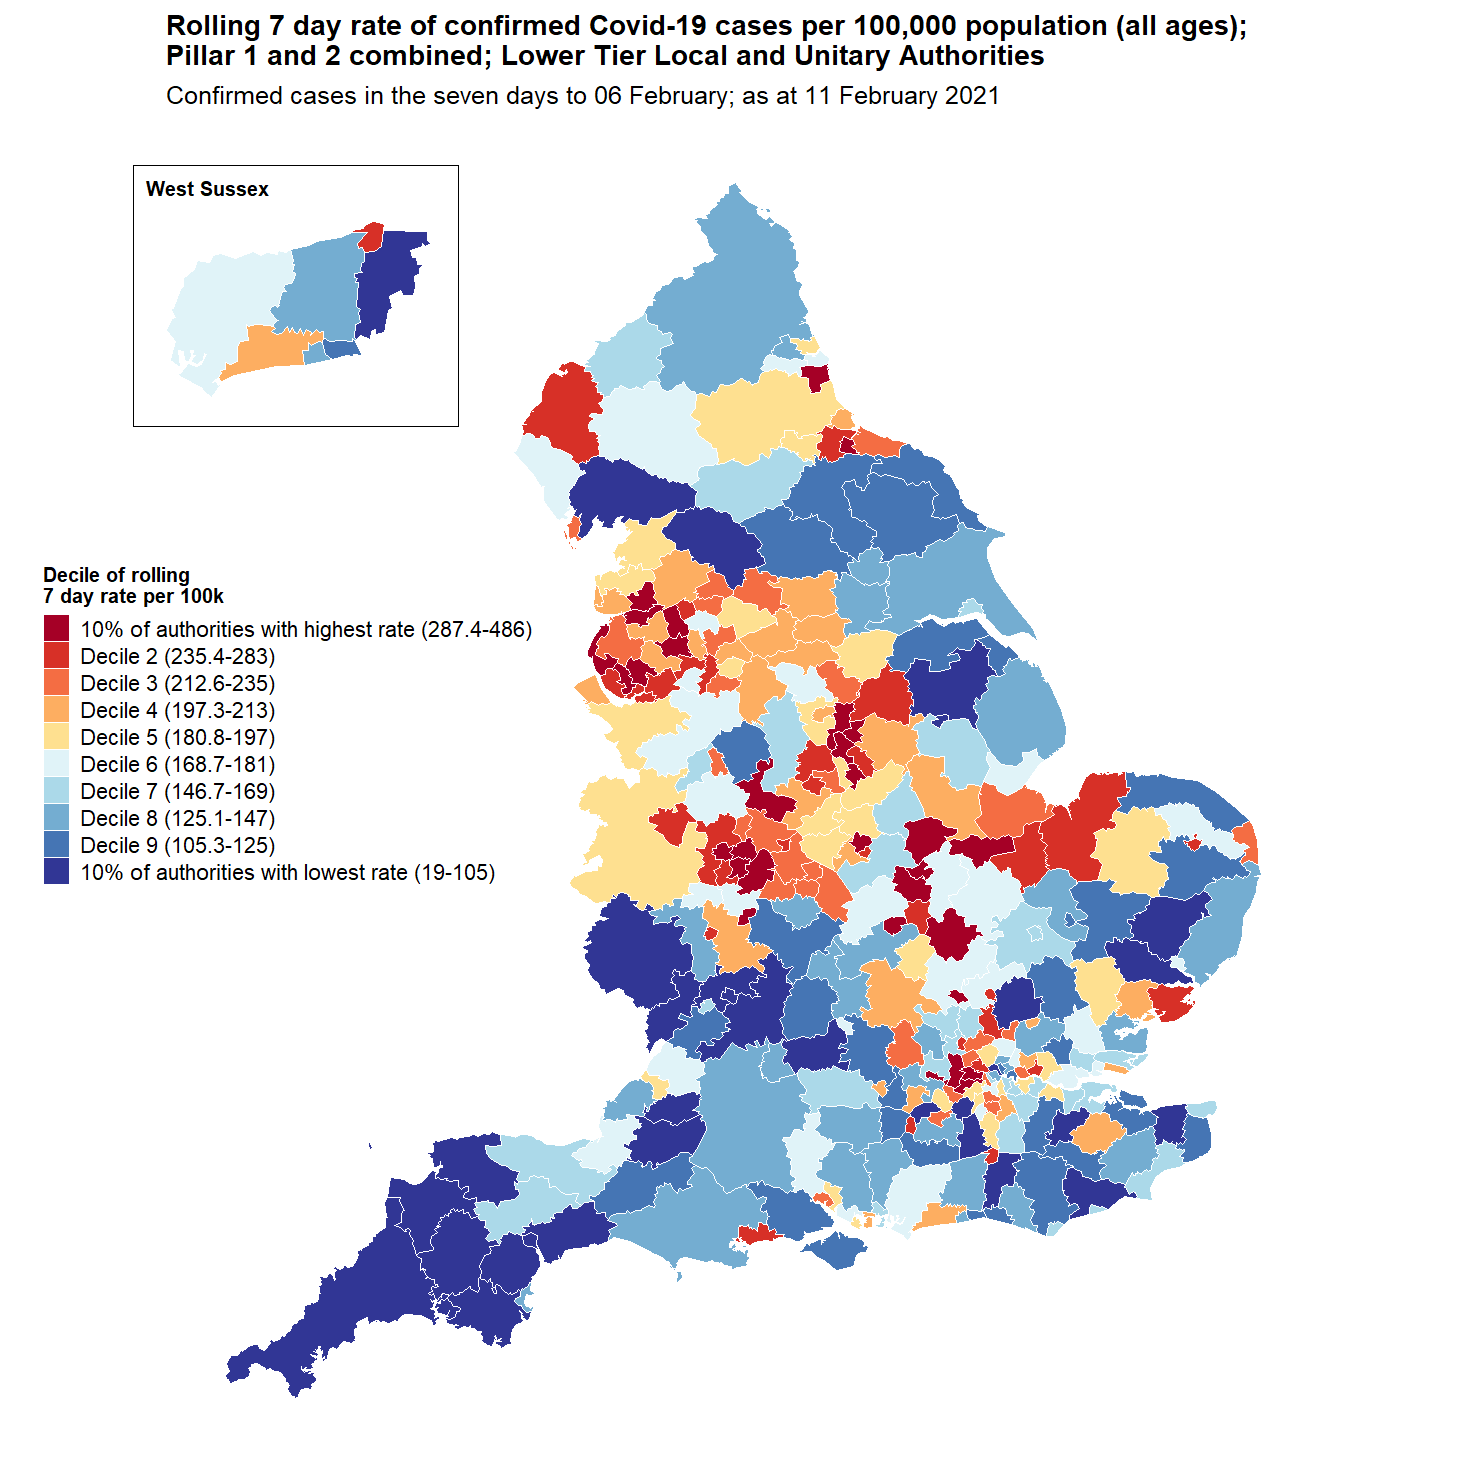 Rolling 7 day rate of confirmed Covid-19 cases per 100,000 population (all ages);
Pillar 1 and 2 combined; Lower Tier Local and Unitary Authorities
Confirmed cases in the seven days to 06 February; as at 11 February 2021
West Sussex
Decile of rolling
7 day rate per 100k
10% of authorities with highest rate (287.4-486)
Decile 2 (235.4-283)
Decile 3 (212.6-235)
Decile 4 (197.3-213)
Decile 5 (180.8-197)
Decile 6 (168.7-181)
Decile 7 (146.7-169)
Decile 8 (125.1-147)
Decile 9 (105.3-125)
10% of authorities with lowest rate (19-105)